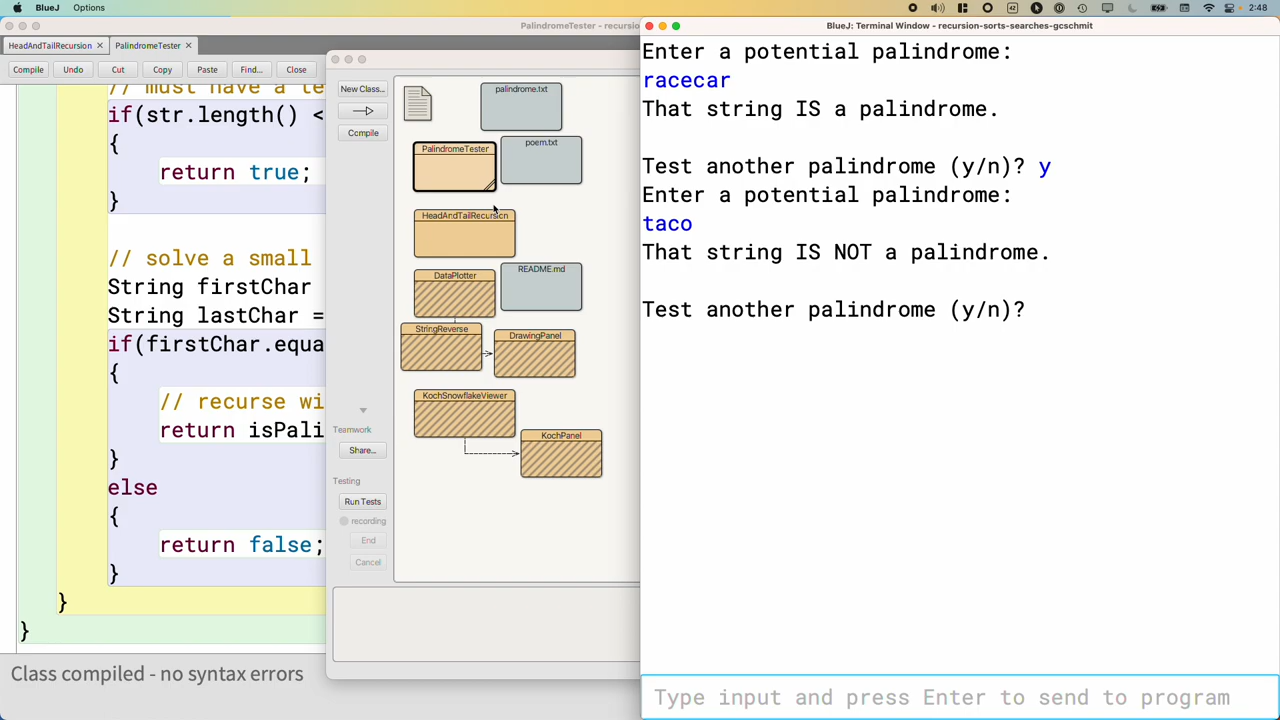 BlueJ Options
42
2:48
PalindromeTester - recursio
HeadAndTailRecursion ×
PalindromeTester ×
Compile
Undo
Cut
Copy
Paste
Find...
Close
// must have a te
if(str.length() <
{
return true;
}
// solve a small
String firstChar
String lastChar =
if(firstChar.equa
{
// recurse wi
return isPali
}
else
{
return false;
}
}
}
Class compiled - no syntax errors
New Class...
Compile
Teamwork
Share...
Testing
Run Tests
recording
End
Cancel
palindrome.txt
PalindromeTester
poem.txt
HeadAndTailRecursion
DataPlotter
README.md
StringReverse
DrawingPanel
KochSnowflakeViewer
KochPanel
BlueJ: Terminal Window - recursion-sorts-searches-gcschmit
Enter a potential palindrome:
racecar
That string IS a palindrome.
Test another palindrome (y/n)? y
Enter a potential palindrome:
taco
That string IS NOT a palindrome.
Test another palindrome (y/n)?
Type input and press Enter to send to program